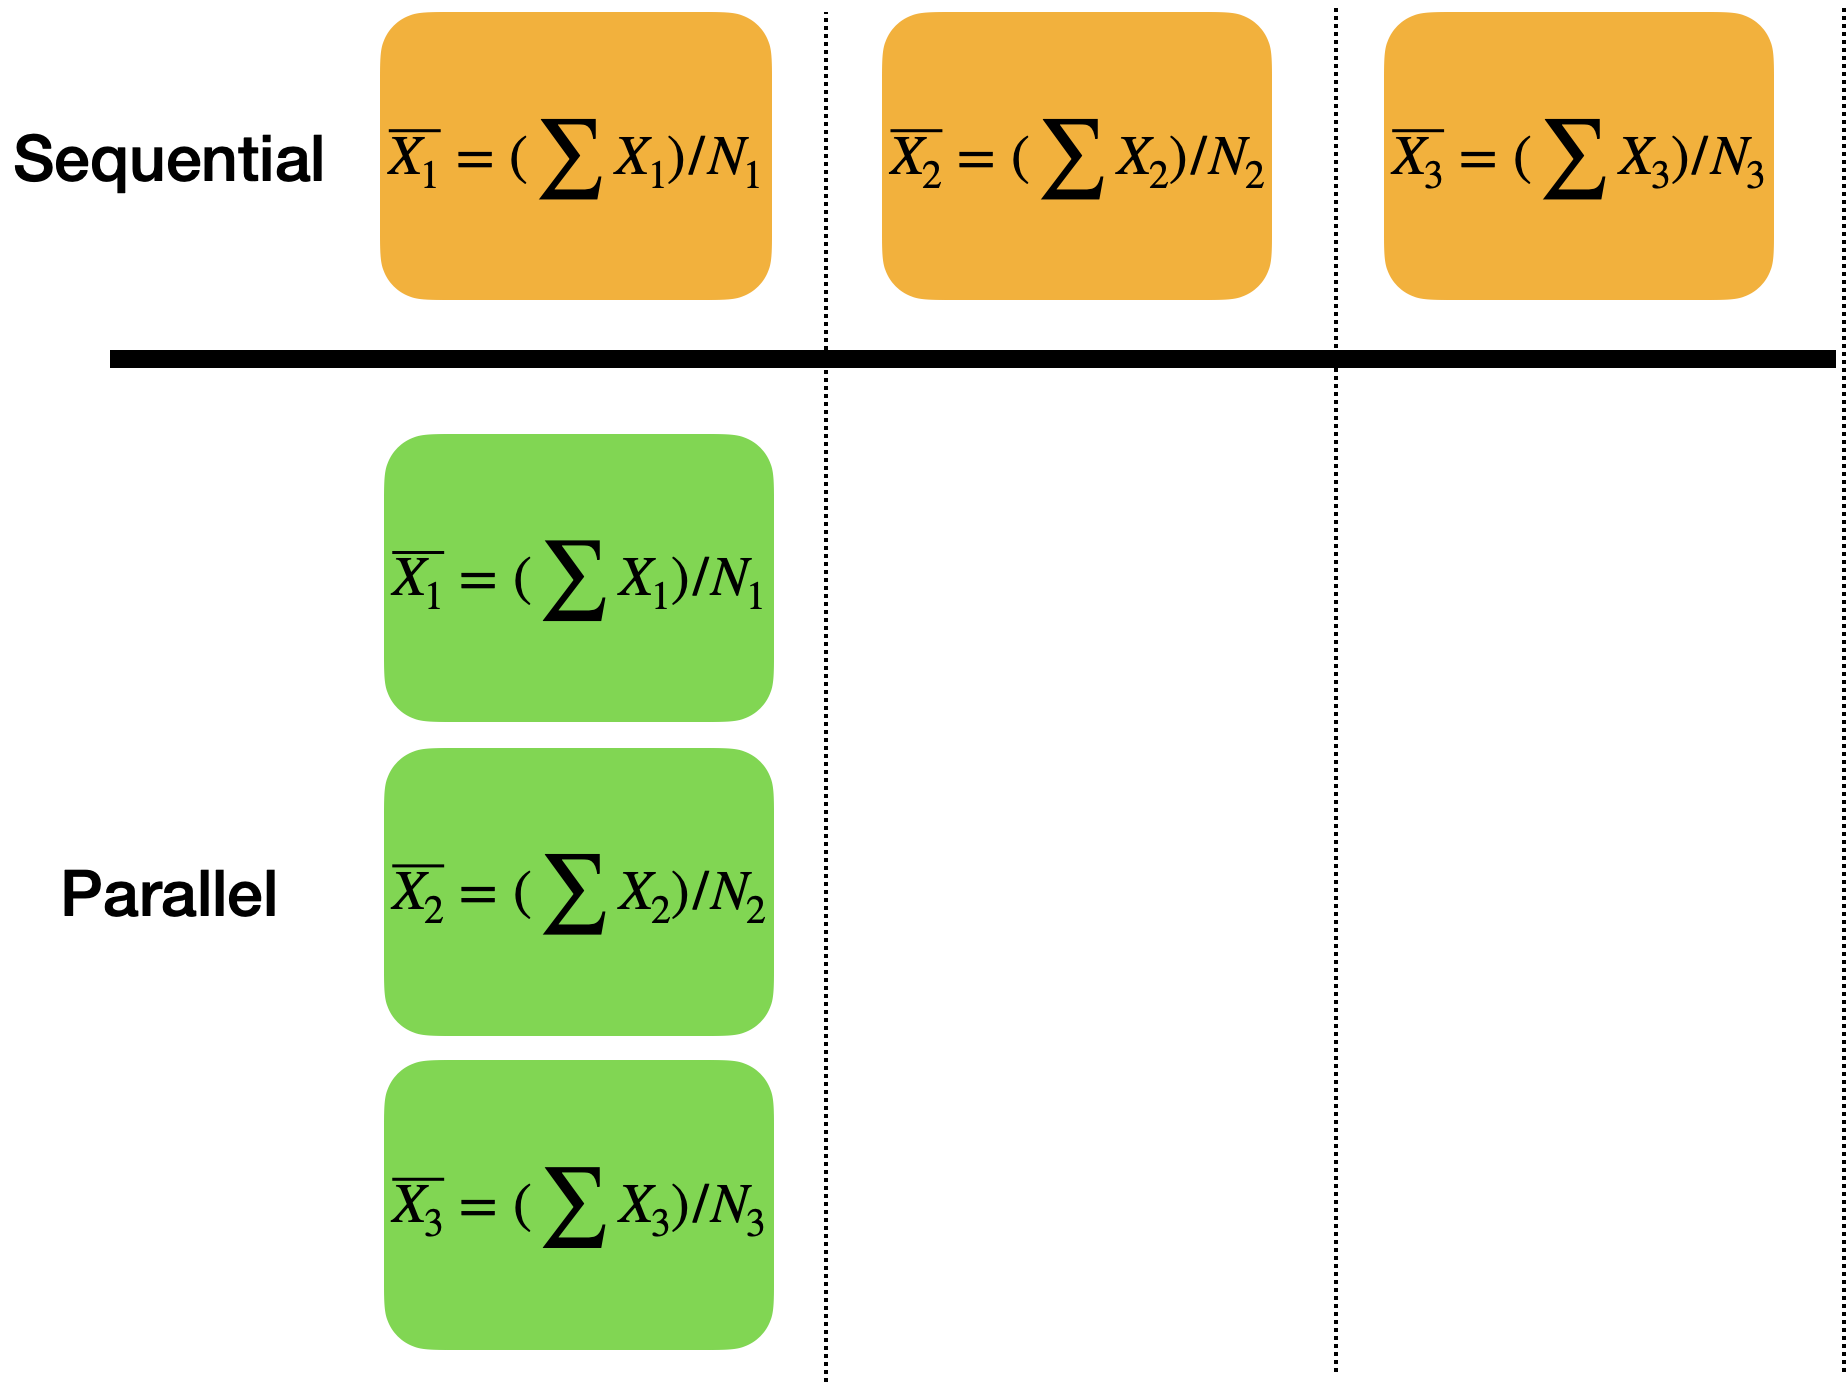 Sequential
$\overline{X_1} = (\sum X_1)/N_1$
$\overline{X_2} = (\sum X_2)/N_2$
$\overline{X_3} = (\sum X_3)/N_3$
$\overline{X_1} = (\sum X_1)/N_1$
Parallel
$\overline{X_2} = (\sum X_2)/N_2$
$\overline{X_3} = (\sum X_3)/N_3$